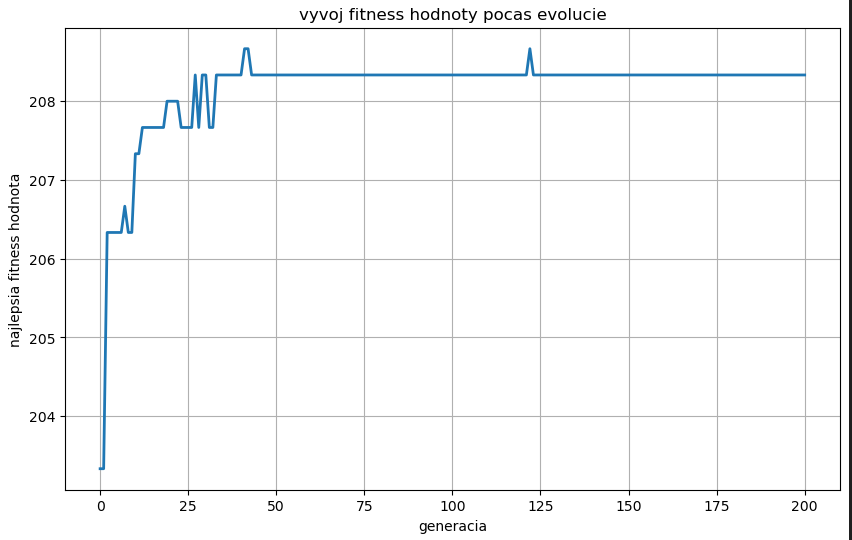 vyvoj fitness hodnoty pocas evolucie
najlepsia fitness hodnota
208
207
206
205
204
0 25 50 75 100 125 150 175 200
generacia